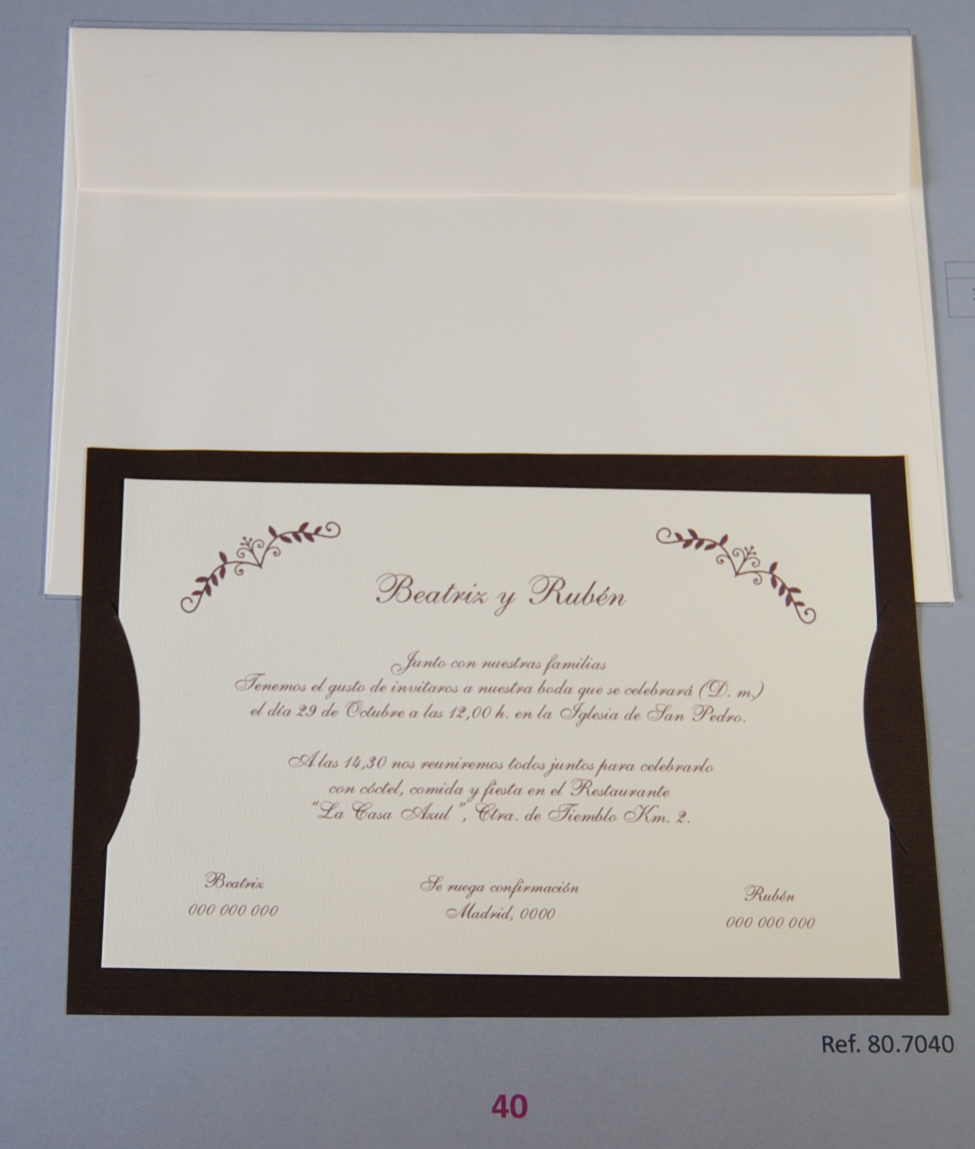 Beatriz y Rubén
Junto con nuestras familias
Tenemos el gusto de invitaros a nuestra boda que se celebrará (D. m,)
el día 29 de Octubre a las 12,00 h. en la Iglesia de San Pedro.
A las 14,30 nos reuniremos todos juntos para celebrarlo
con cóctel, comida y fiesta en el Restaurante
“La Casa Azul ”, Ctra. de Tiemblo Km. 2.
Beatriz
000 000 000
Se ruega confirmación
Madrid, 0000
Rubén
000 000 000
Ref. 80.7040
40